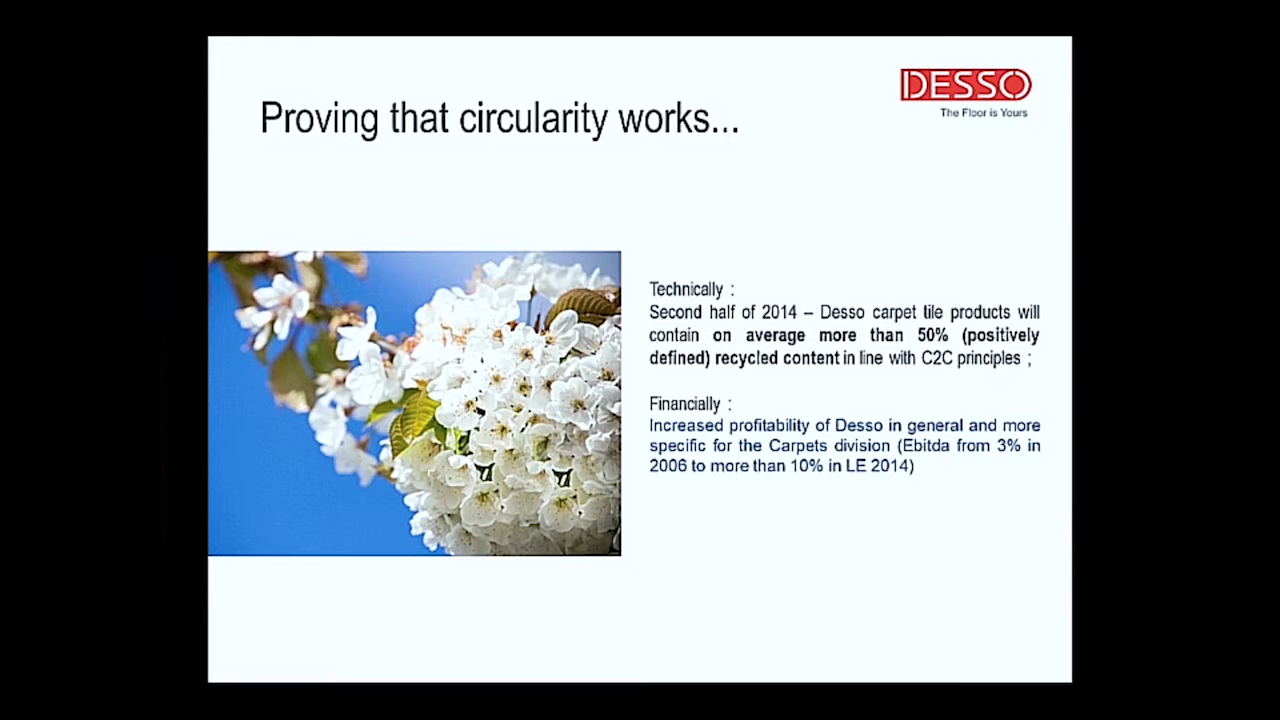 DESSO
The Floor is Yours
Proving that circularity works...
Technically :
Second half of 2014 – Desso carpet tile products will
contain on average more than 50% (positively
defined) recycled content in line with C2C principles ;
Financially :
Increased profitability of Desso in general and more
specific for the Carpets division (Ebitda from 3% in
2006 to more than 10% in LE 2014)